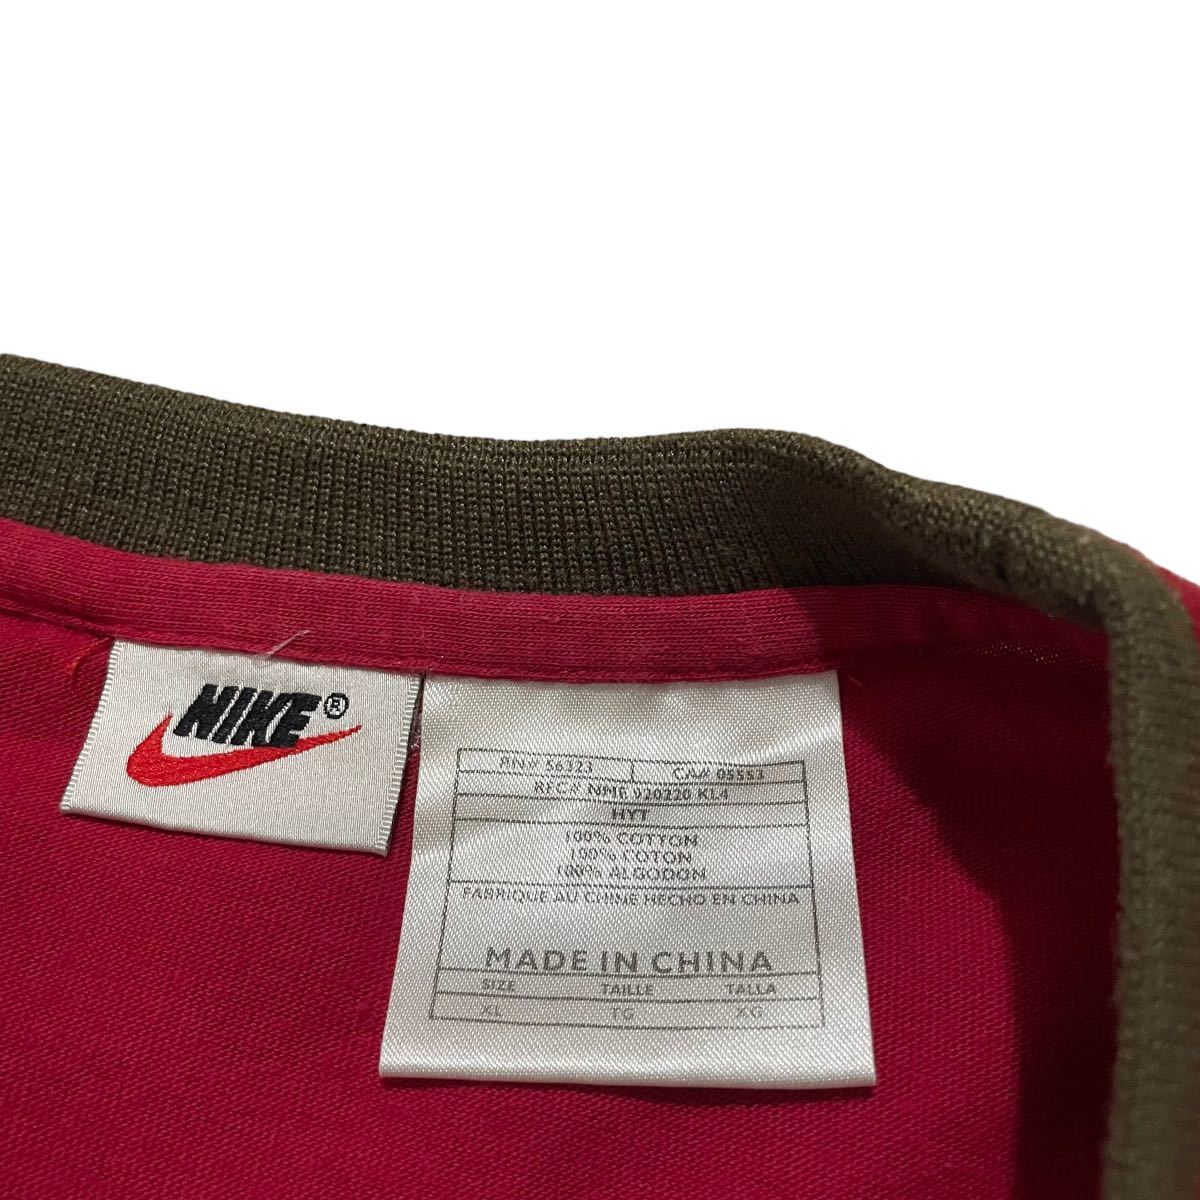 NIKE®
RN# 56323 CA# 05553
RFC# NME 920220 KL4
HYT
100% COTTON
100% COTON
100% ALGODON
FABRIQUE AU CHINE HECHO EN CHINA
MADE IN CHINA
SIZE TAILLE TALLA
XL TG XG